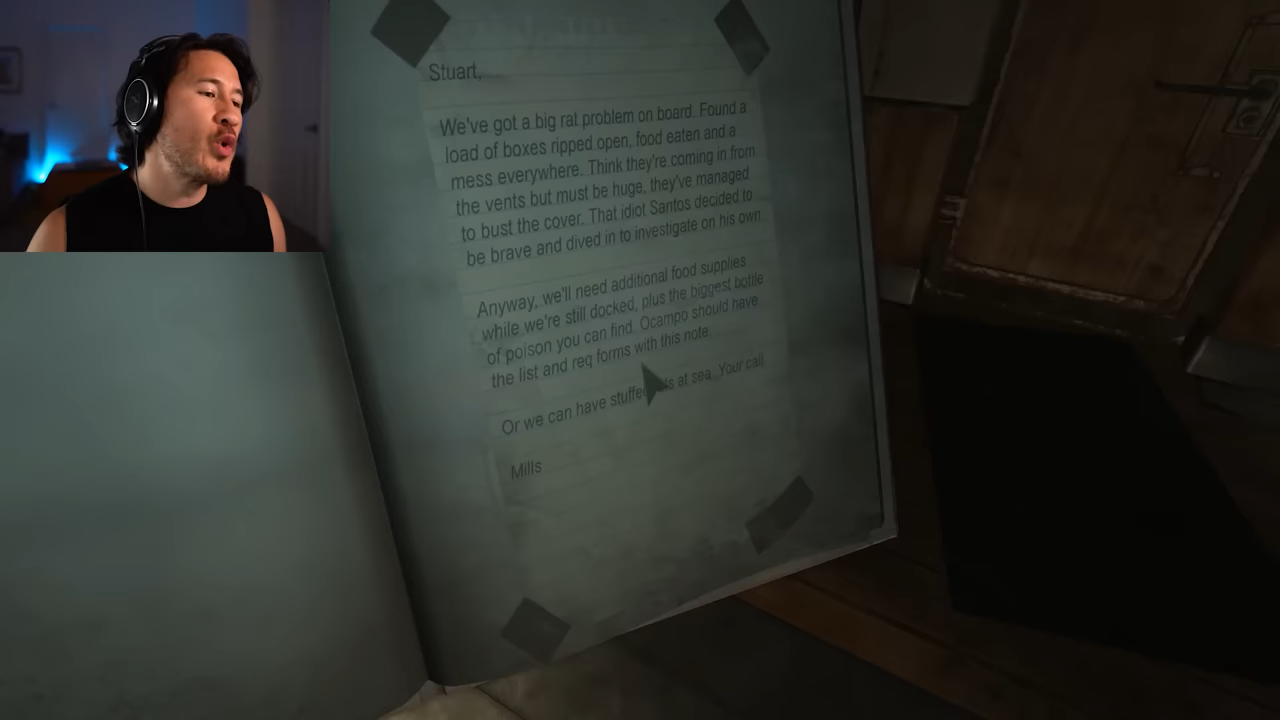 Stuart,
We've got a big rat problem on board. Found a
load of boxes ripped open, food eaten and a
mess everywhere. Think they're coming in from
the vents but must be huge, they've managed
to bust the cover. That idiot Santos decided to
be brave and dived in to investigate on his own.
Anyway, we'll need additional food supplies
while we're still docked, plus the biggest bottle
of poison you can find. Ocampo should have
the list and req forms with this note.
Or we can have stuffed at sea. Your call
Mills